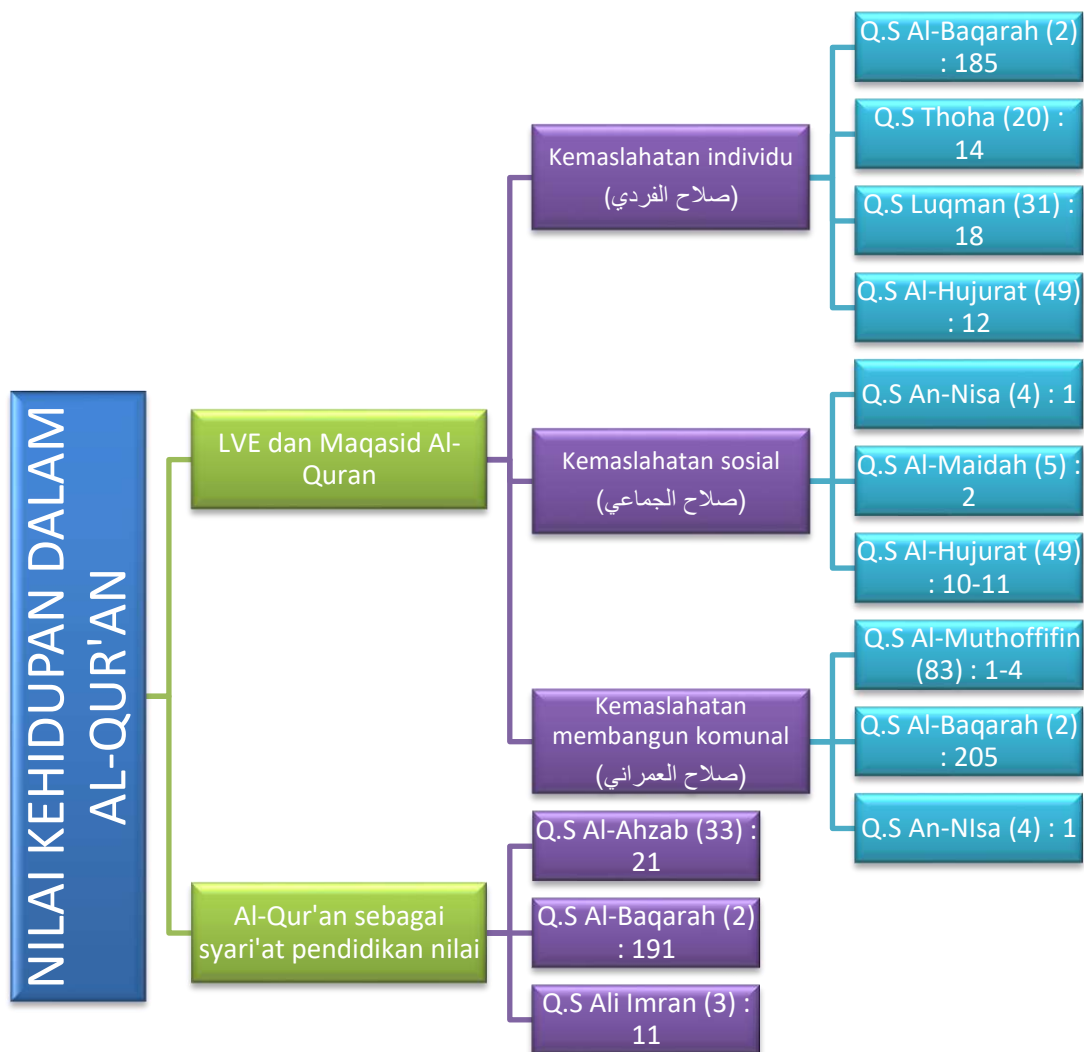 NILAI KEHIDUPAN DALAM
AL-QUR'AN
LVE dan Maqasid Al-
Quran
Kemaslahatan individu
(صلاح الفردي)
Q.S Al-Baqarah (2)
: 185
Q.S Thoha (20) :
14
Q.S Luqman (31) :
18
Q.S Al-Hujurat (49)
: 12
Kemaslahatan sosial
(صلاح الجماعي)
Q.S An-Nisa (4) : 1
Q.S Al-Maidah (5) :
2
Q.S Al-Hujurat (49)
: 10-11
Kemaslahatan
membangun komunal
(صلاح العمراني)
Q.S Al-Muthoffifin
(83) : 1-4
Q.S Al-Baqarah (2)
: 205
Q.S An-NIsa (4) : 1
Al-Qur'an sebagai
syari'at pendidikan nilai
Q.S Al-Ahzab (33) :
21
Q.S Al-Baqarah (2)
: 191
Q.S Ali Imran (3) :
11